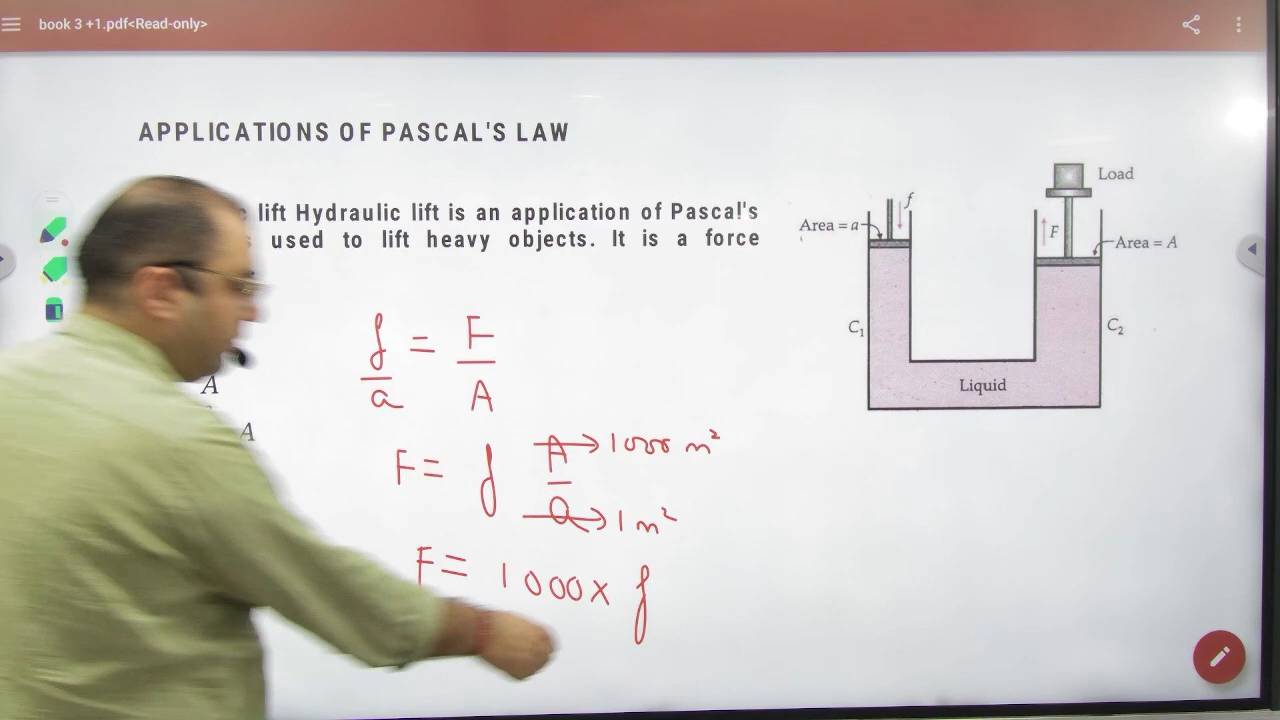 book 3 +1.pdf<Read-only>
APPLICATIONS OF PASCAL'S LAW
lift Hydraulic lift is an application of Pascal's
used to lift heavy objects. It is a force
Load
f
Area = a
F
Area = A
C1
C2
Liquid
f/a = F/A
A
A
F = f A/a
→ 1000 m²
→ 1 m²
F = 1000 x f